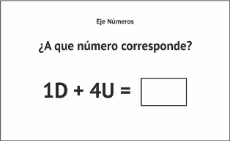 Eje Números
¿A que número corresponde?
1D + 4U =